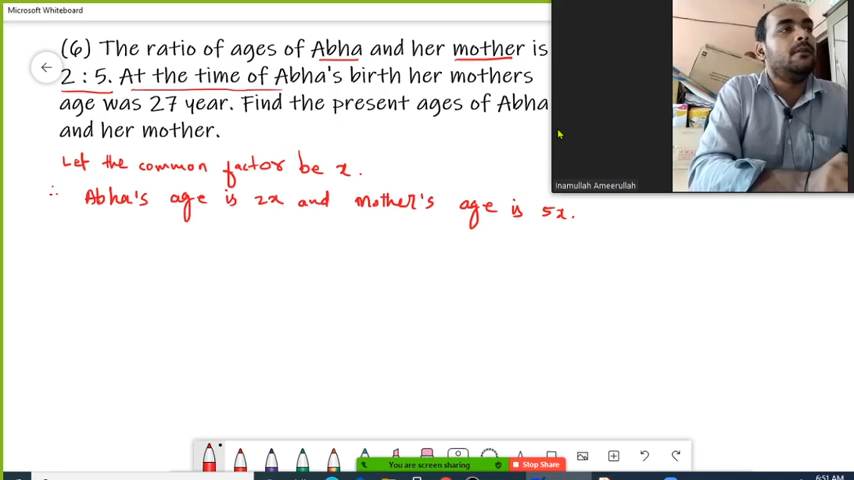 Microsoft Whiteboard
(6) The ratio of ages of Abha and her mother is
2 : 5. At the time of Abha's birth her mothers
age was 27 year. Find the present ages of Abha
and her mother.
Let the common factor be x.
∴ Abha's age is 2x and Mother's age is 5x.
Inamullah Ameerullah
You are screen sharing
Stop Share
6:51 AM